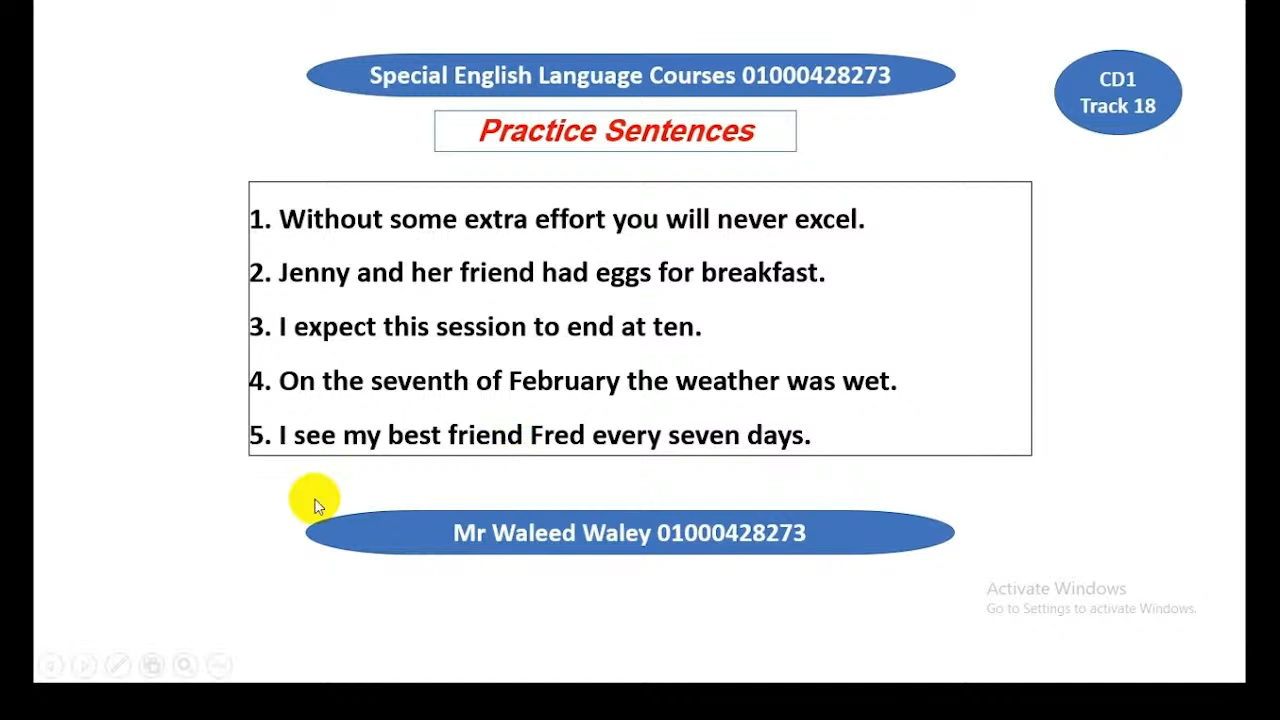 Special English Language Courses 01000428273
CD1
Track 18
Practice Sentences
1. Without some extra effort you will never excel.
2. Jenny and her friend had eggs for breakfast.
3. I expect this session to end at ten.
4. On the seventh of February the weather was wet.
5. I see my best friend Fred every seven days.
Mr Waleed Waley 01000428273
Activate Windows
Go to Settings to activate Windows.